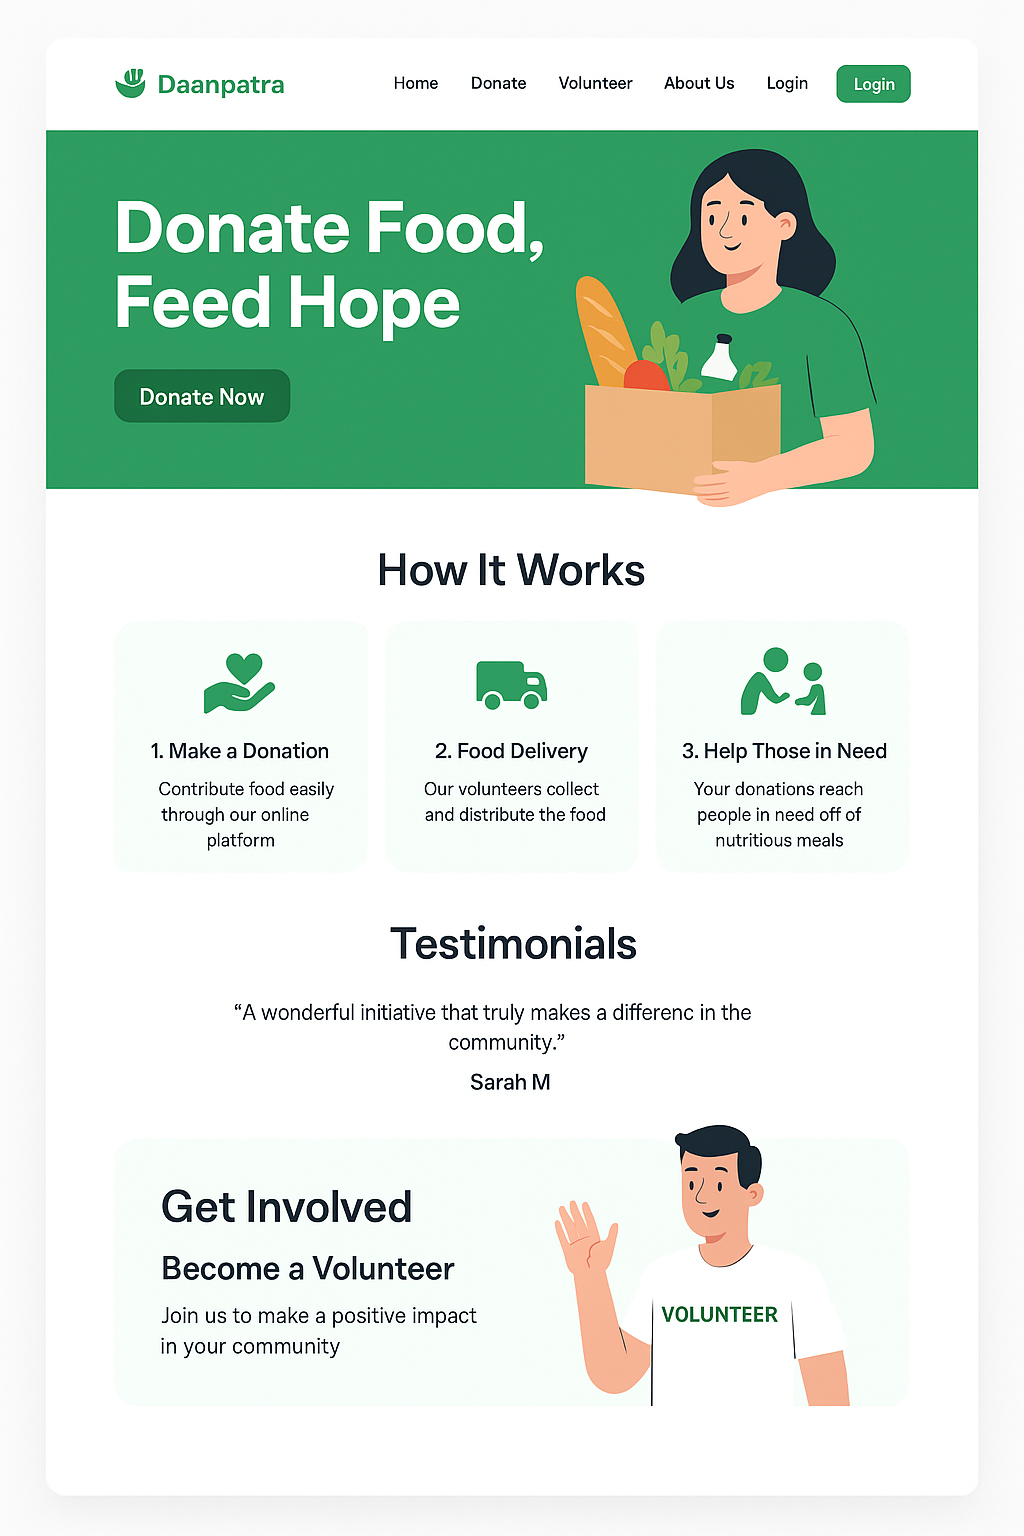 Daanpatra
Home Donate Volunteer About Us Login Login
Donate Food,
Feed Hope
Donate Now
How It Works
1. Make a Donation
Contribute food easily
through our online
platform
2. Food Delivery
Our volunteers collect
and distribute the food
3. Help Those in Need
Your donations reach
people in need off of
nutritious meals
Testimonials
“A wonderful initiative that truly makes a differenc in the
community.”
Sarah M
Get Involved
Become a Volunteer
Join us to make a positive impact
in your community
VOLUNTEER